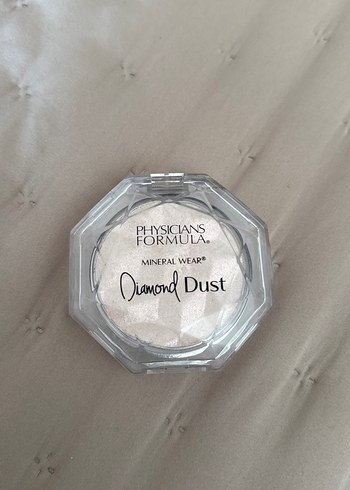 PHYSICIANS
FORMULA®
MINERAL WEAR®
Diamond Dust